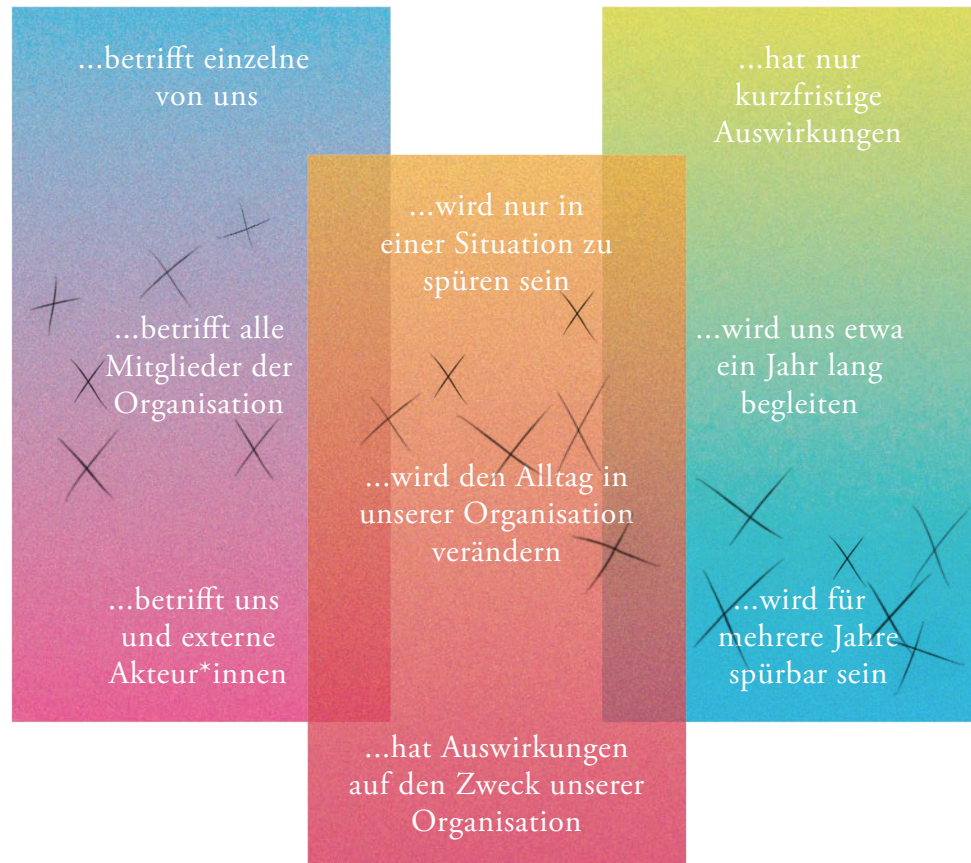 ...betrifft einzelne
von uns
...betrifft alle
Mitglieder der
Organisation
...betrifft uns
und externe
Akteur*innen
...wird nur in
einer Situation zu
spüren sein
...wird den Alltag in
unserer Organisation
verändern
...hat Auswirkungen
auf den Zweck unserer
Organisation
...hat nur
kurzfristige
Auswirkungen
...wird uns etwa
ein Jahr lang
begleiten
...wird für
mehrere Jahre
spürbar sein